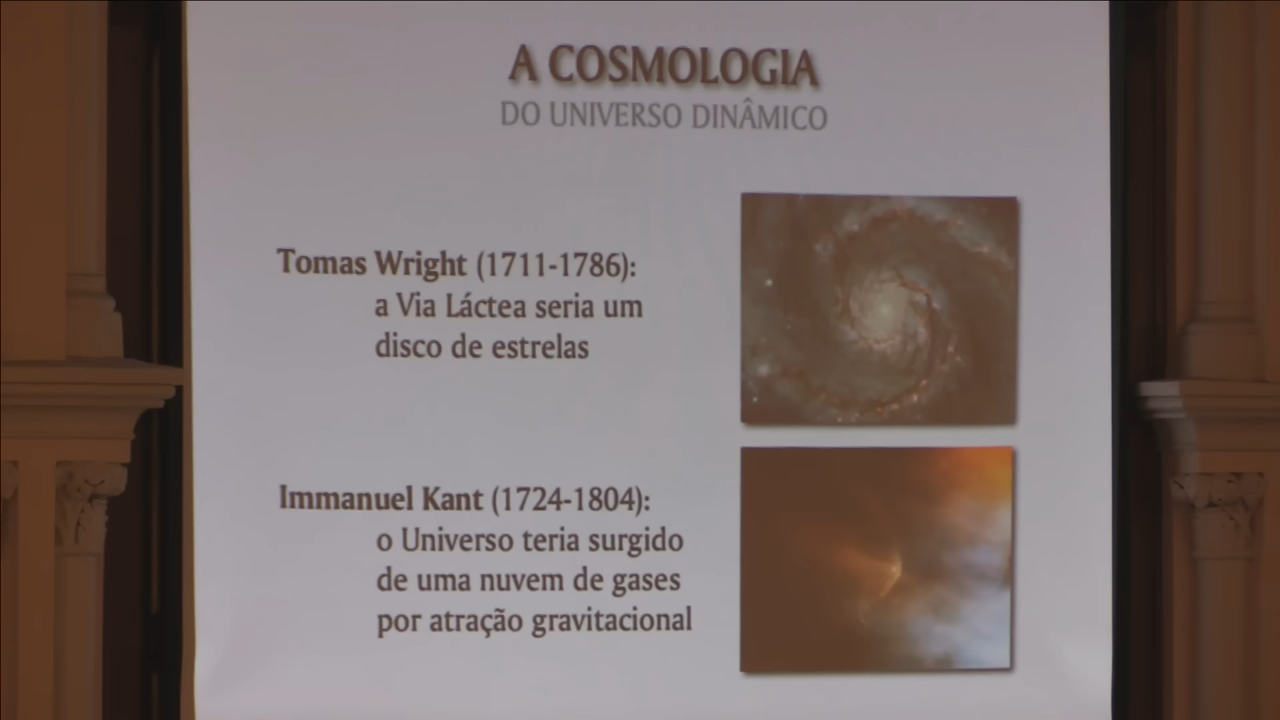 A COSMOLOGIA
DO UNIVERSO DINÂMICO
Tomas Wright (1711-1786):
a Via Láctea seria um
disco de estrelas
Immanuel Kant (1724-1804):
o Universo teria surgido
de uma nuvem de gases
por atração gravitacional